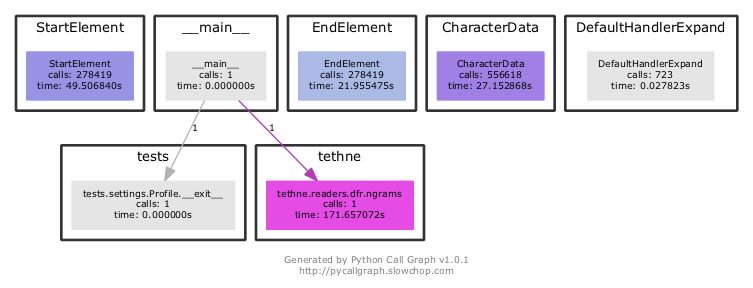 StartElement
StartElement
calls: 278419
time: 49.506840s
__main__
__main__
calls: 1
time: 0.000000s
EndElement
EndElement
calls: 278419
time: 21.955475s
CharacterData
CharacterData
calls: 556618
time: 27.152868s
DefaultHandlerExpand
DefaultHandlerExpand
calls: 723
time: 0.027823s
1
1
tests
tests.settings.Profile.__exit__
calls: 1
time: 0.000000s
tethne
tethne.readers.dfr.ngrams
calls: 1
time: 171.657072s
Generated by Python Call Graph v1.0.1
http://pycallgraph.slowchop.com